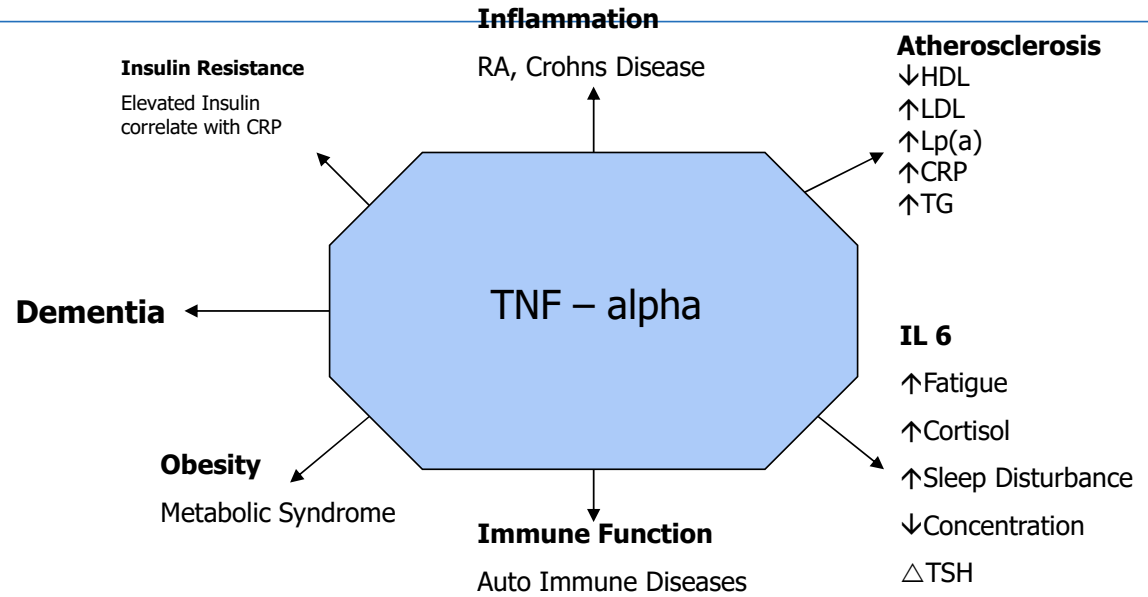 Inflammation
RA, Crohns Disease
Insulin Resistance
Elevated Insulin
correlate with CRP
Atherosclerosis
↓HDL
↑LDL
↑Lp(a)
↑CRP
↑TG
TNF – alpha
Dementia
IL 6
↑Fatigue
↑Cortisol
↑Sleep Disturbance
↓Concentration
△TSH
Obesity
Metabolic Syndrome
Immune Function
Auto Immune Diseases